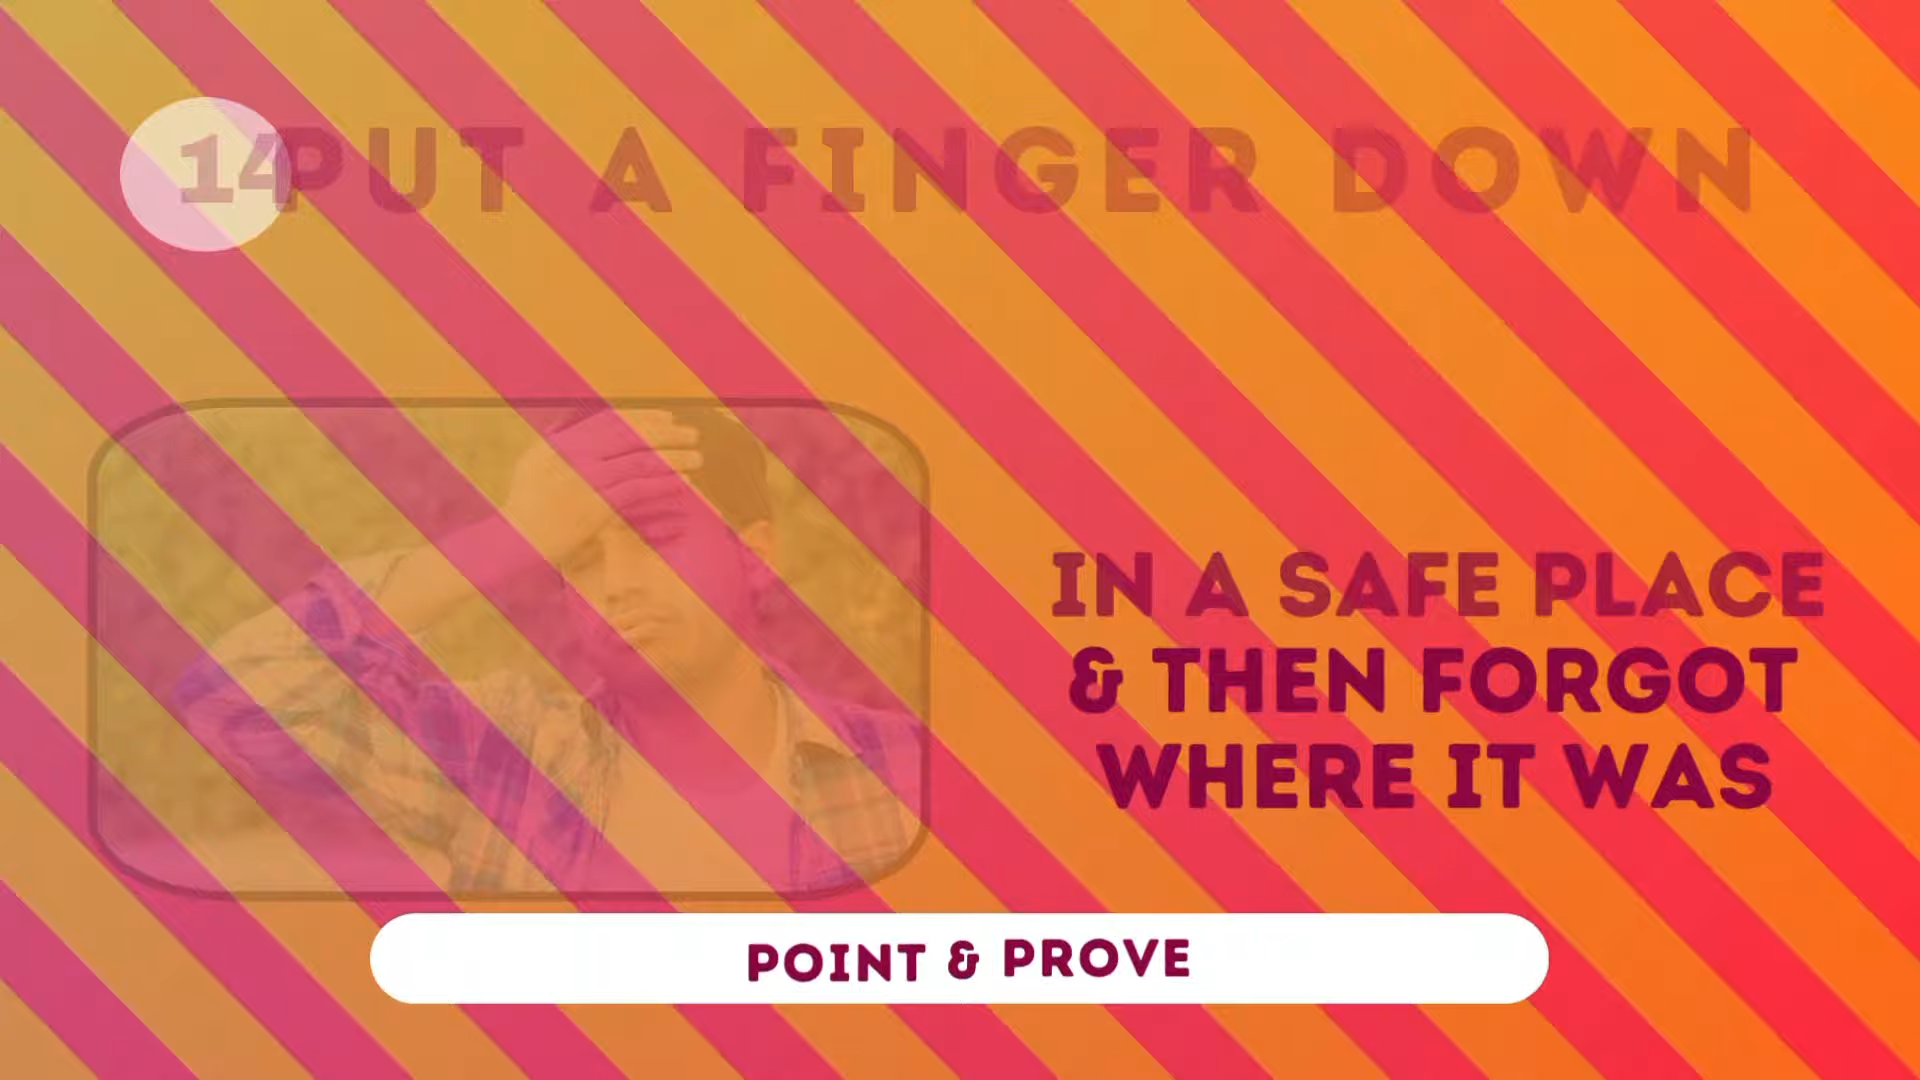 14
PUT A FINGER DOWN
IN A SAFE PLACE
& THEN FORGOT
WHERE IT WAS
POINT & PROVE